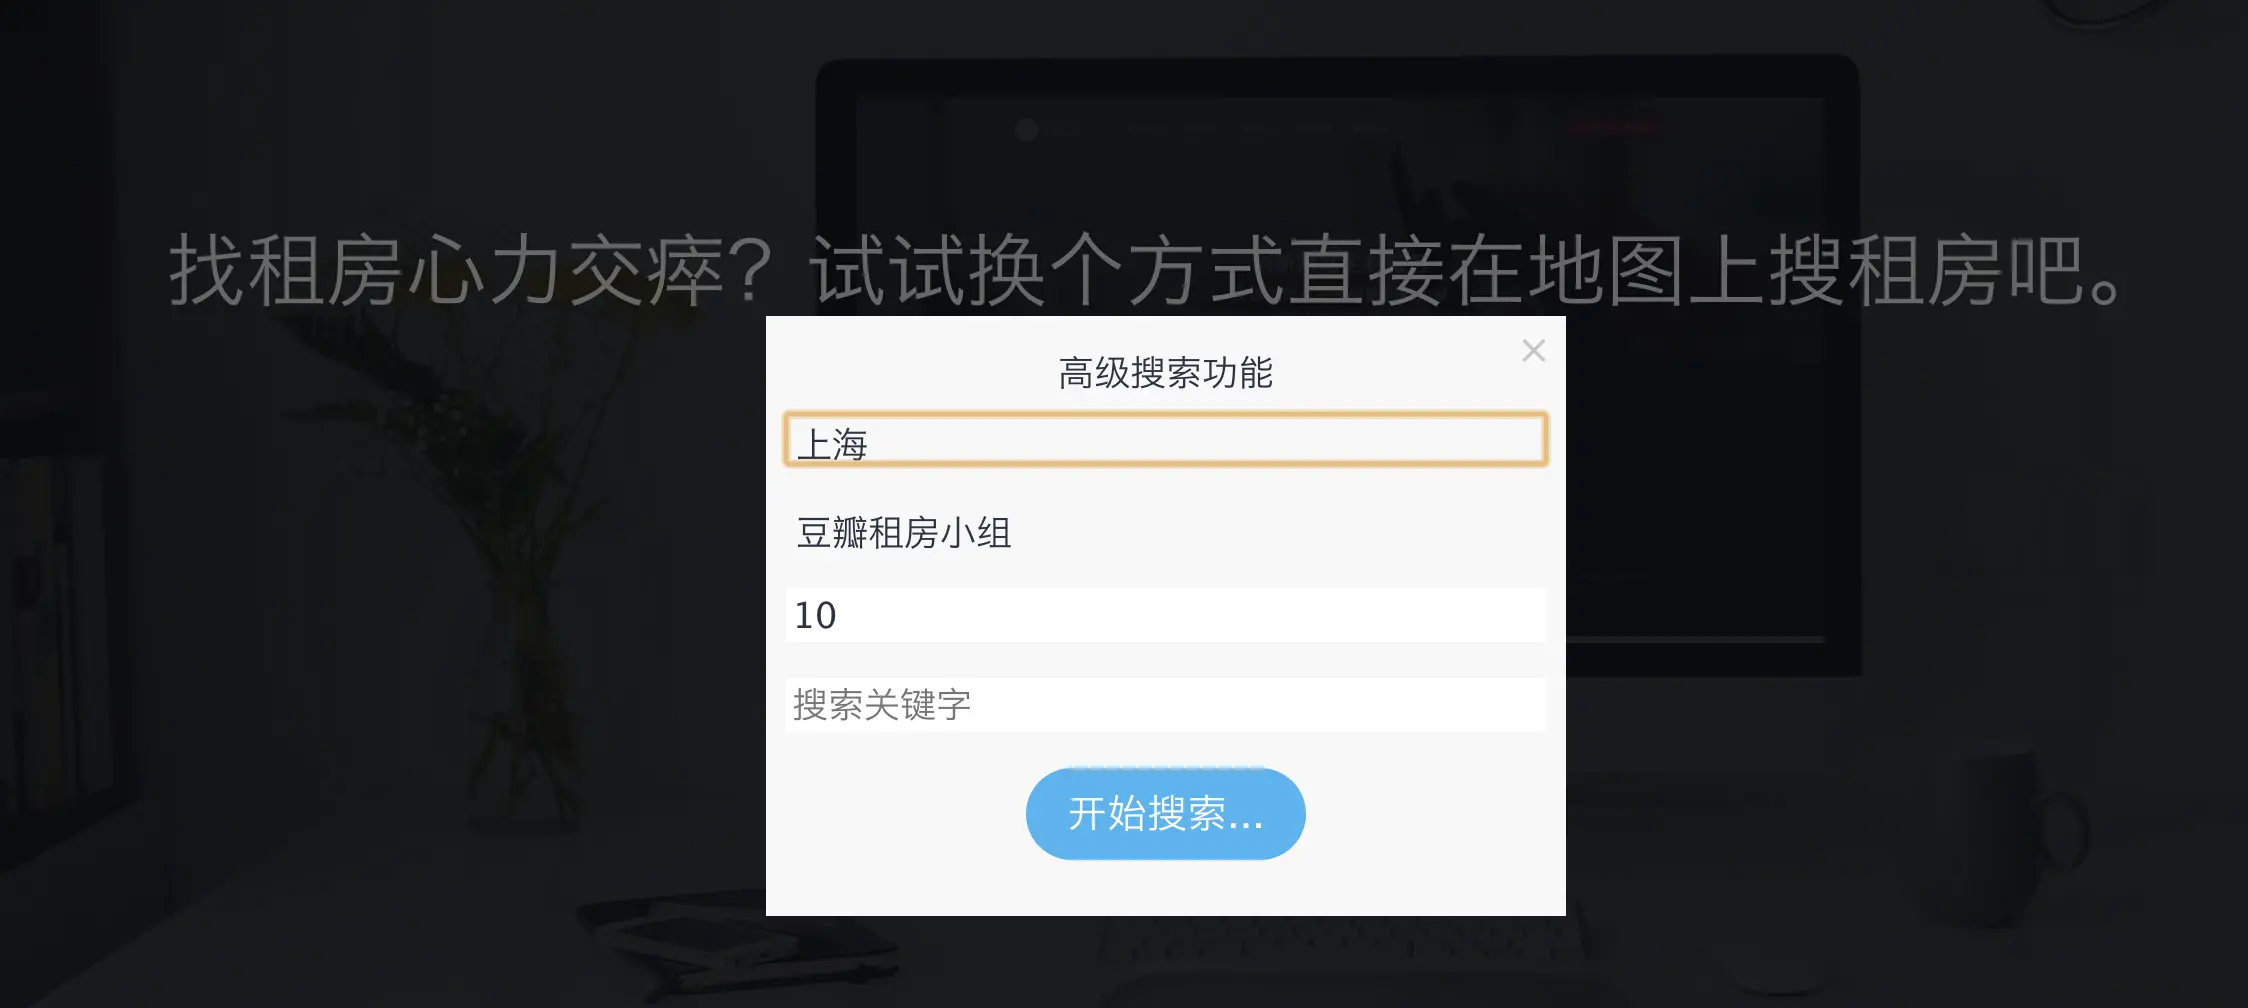 找租房心力交瘁？试试换个方式直接在地图上搜租房吧。
高级搜索功能
上海
豆瓣租房小组
10
搜索关键字
开始搜索...